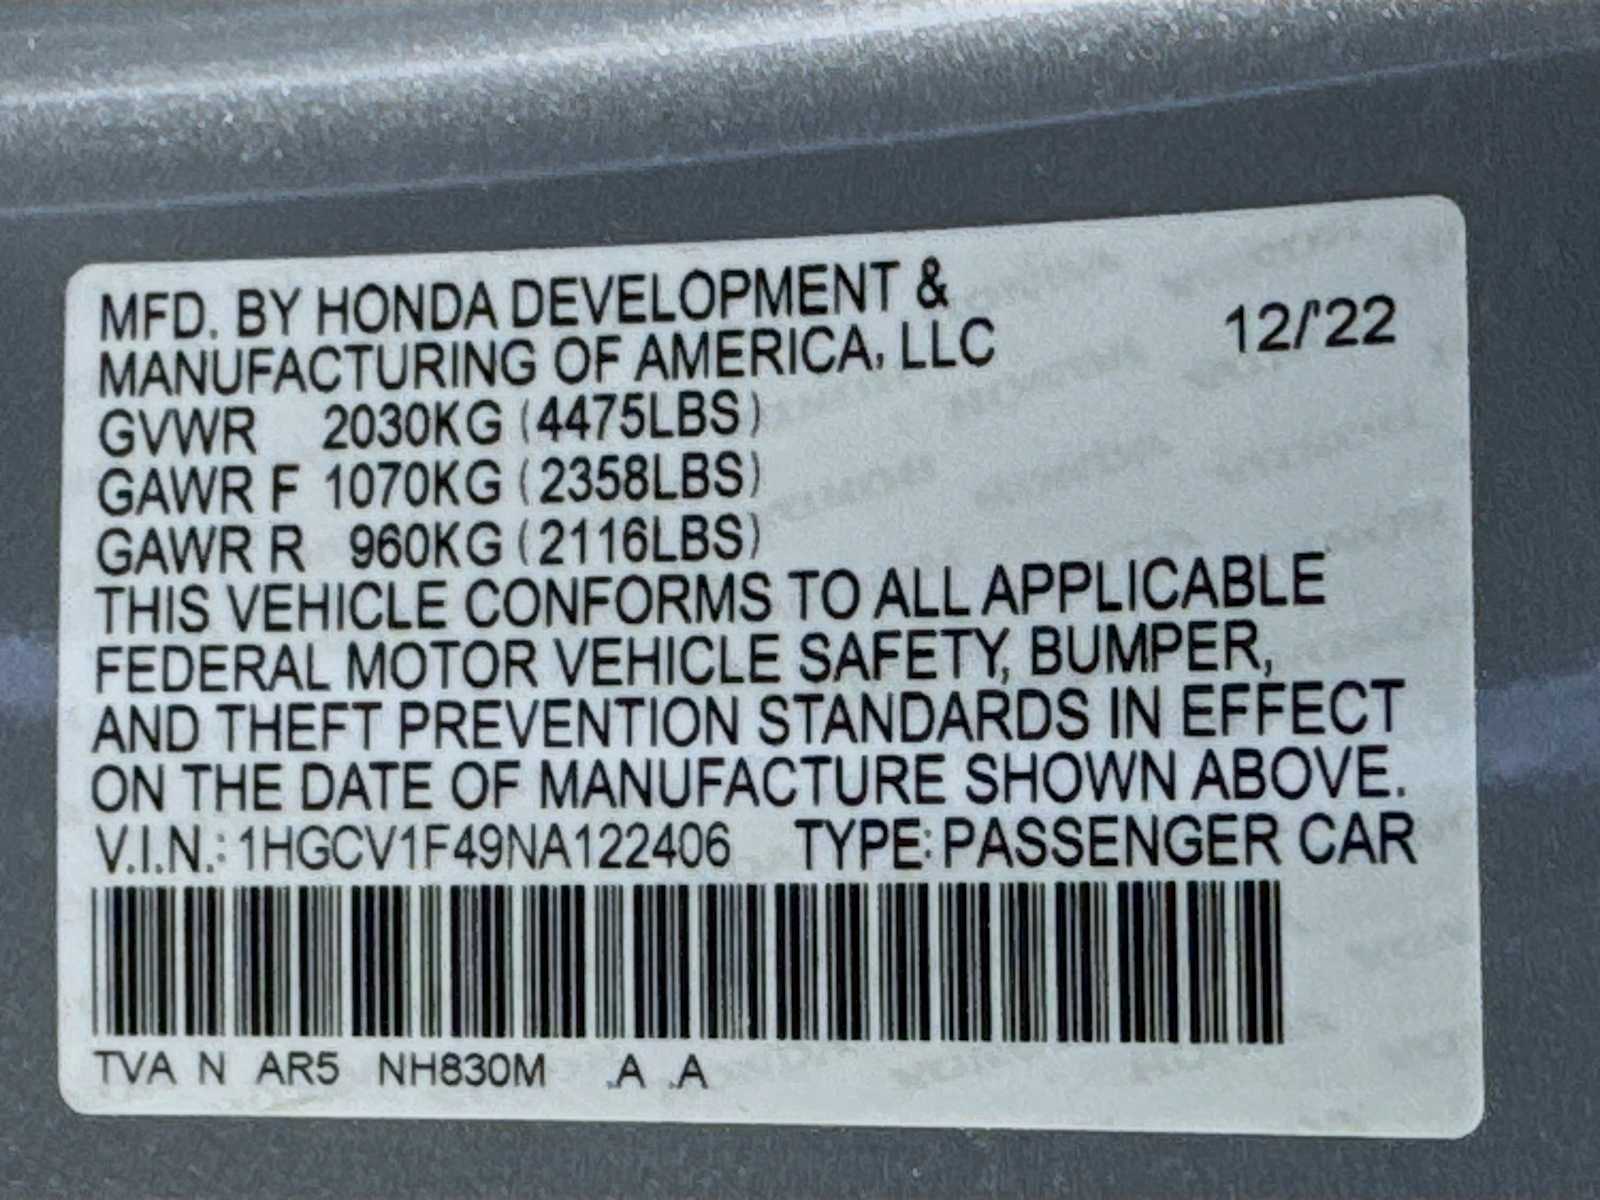 MFD. BY HONDA DEVELOPMENT &
MANUFACTURING OF AMERICA, LLC 12/'22
GVWR 2030KG (4475LBS)
GAWR F 1070KG (2358LBS)
GAWR R 960KG (2116LBS)
THIS VEHICLE CONFORMS TO ALL APPLICABLE
FEDERAL MOTOR VEHICLE SAFETY, BUMPER,
AND THEFT PREVENTION STANDARDS IN EFFECT
ON THE DATE OF MANUFACTURE SHOWN ABOVE.
V.I.N.: 1HGCV1F49NA122406 TYPE: PASSENGER CAR
TVA N AR5 NH830M .A .A